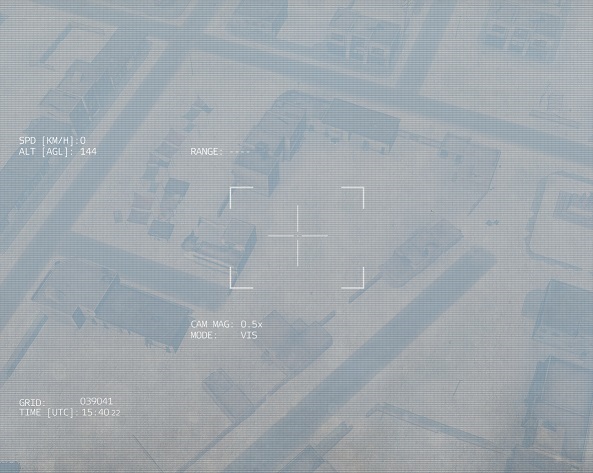 SPD [KM/H]:0
ALT [AGL]: 144
RANGE: ----
CAM MAG: 0.5x
MODE: VIS
GRID: 039041
TIME [UTC]: 15:40 22